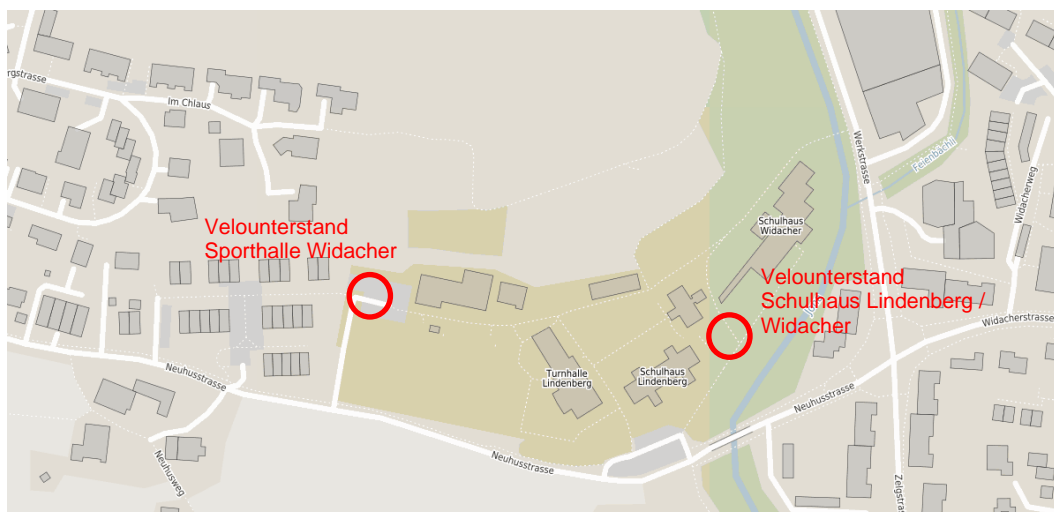 Im Chlaus
Werkstrasse
Feienbächli
Widacherweg
Velounterstand
Sporthalle Widacher
Schulhaus
Widacher
Velounterstand
Schulhaus Lindenberg /
Widacher
Widacherstrasse
Neuhusstrasse
Turnhalle
Lindenberg
Schulhaus
Lindenberg
Neuhusstrasse
Neuhusstrasse
Neuhusweg
Zelgstrasse